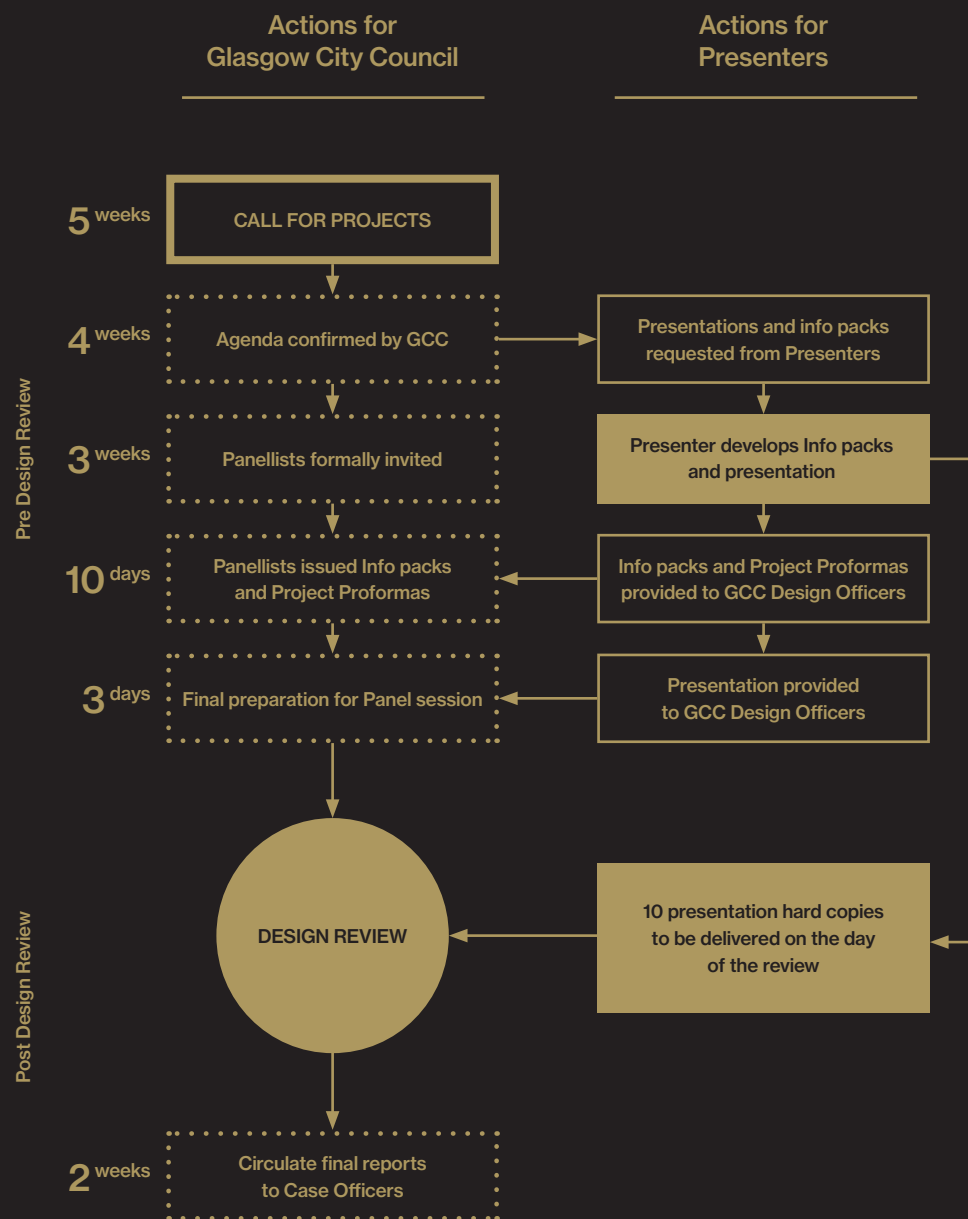 Actions for
Glasgow City Council
Actions for
Presenters
Pre Design Review
5 weeks
CALL FOR PROJECTS
4 weeks
Agenda confirmed by GCC
Presentations and info packs
requested from Presenters
3 weeks
Panellists formally invited
Presenter develops Info packs
and presentation
10 days
Panellists issued Info packs
and Project Proformas
Info packs and Project Proformas
provided to GCC Design Officers
3 days
Final preparation for Panel session
Presentation provided
to GCC Design Officers
Post Design Review
DESIGN REVIEW
10 presentation hard copies
to be delivered on the day
of the review
2 weeks
Circulate final reports
to Case Officers